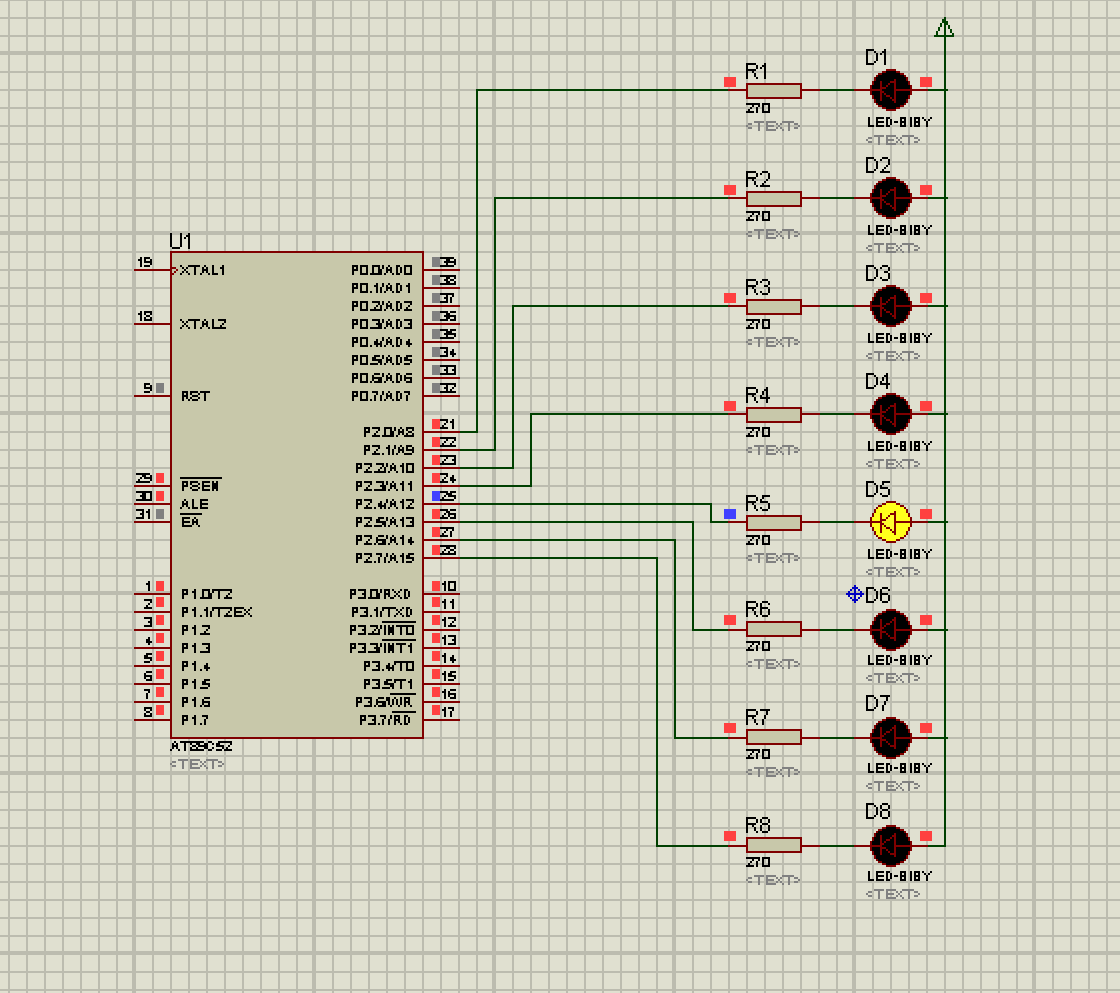 U1
19
XTAL1
18
XTAL2
9
RST
29
PSEN
30
ALE
31
EA
1
P1.0/T2
2
P1.1/T2EX
3
P1.2
4
P1.3
5
P1.4
6
P1.5
7
P1.6
8
P1.7
P0.0/AD0
39
P0.1/AD1
38
P0.2/AD2
37
P0.3/AD3
36
P0.4/AD4
35
P0.5/AD5
34
P0.6/AD6
33
P0.7/AD7
32
P2.0/A8
21
P2.1/A9
22
P2.2/A10
23
P2.3/A11
24
P2.4/A12
25
P2.5/A13
26
P2.6/A14
27
P2.7/A15
28
P3.0/RXD
10
P3.1/TXD
11
P3.2/INT0
12
P3.3/INT1
13
P3.4/T0
14
P3.5/T1
15
P3.6/WR
16
P3.7/RD
17
AT89C52
<TEXT>
R1
270
<TEXT>
D1
LED-BIBY
<TEXT>
R2
270
<TEXT>
D2
LED-BIBY
<TEXT>
R3
270
<TEXT>
D3
LED-BIBY
<TEXT>
R4
270
<TEXT>
D4
LED-BIBY
<TEXT>
R5
270
<TEXT>
D5
LED-BIBY
<TEXT>
R6
270
<TEXT>
D6
LED-BIBY
<TEXT>
R7
270
<TEXT>
D7
LED-BIBY
<TEXT>
R8
270
<TEXT>
D8
LED-BIBY
<TEXT>